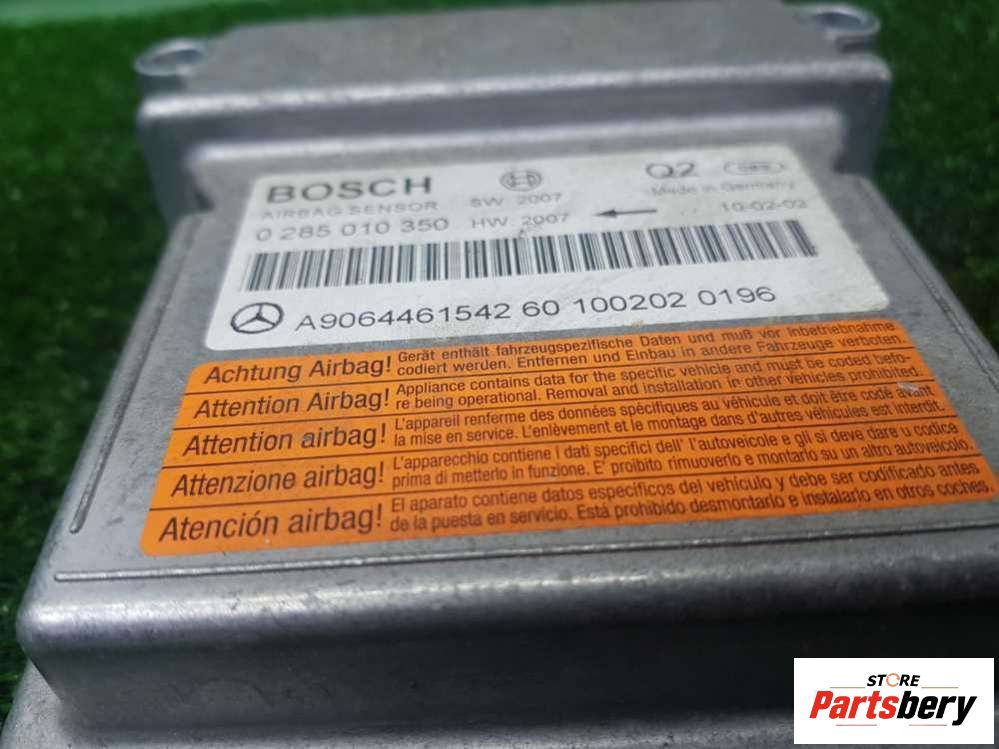 BOSCH
AIRBAG SENSOR
0 285 010 350
SW. 2007
HW. 2007
Q2
Made in Germany
10-02-02
A9064461542 60 100202 0196
Achtung Airbag! Gerät enthält fahrzeugspezifische Daten und muß vor Inbetriebnahme
codiert werden. Entfernen und Einbau in andere Fahrzeuge verboten.
Attention Airbag! Appliance contains data for the specific vehicle and must be coded befo-
re being operational. Removal and installation in other vehicles prohibited.
Attention airbag! L'appareil renferme des données spécifiques au véhicule et doit être codé avant
la mise en service. L'enlèvement et le montage dans d'autres véhicules est interdit.
Attenzione airbag! L'apparecchio contiene i dati specifici dell' l'autoveicole e gli si deve dare u codice
prima di metterlo in funzione. E' proibito rimuoverlo e montarlo su un altro autoveicolo.
Atención airbag! El aparato contiene datos específicos del vehículo y debe ser codificado antes
de la puesta en servicio. Está prohibido desmontarlo e instalarlo en otros coches.
STORE
Partsbery